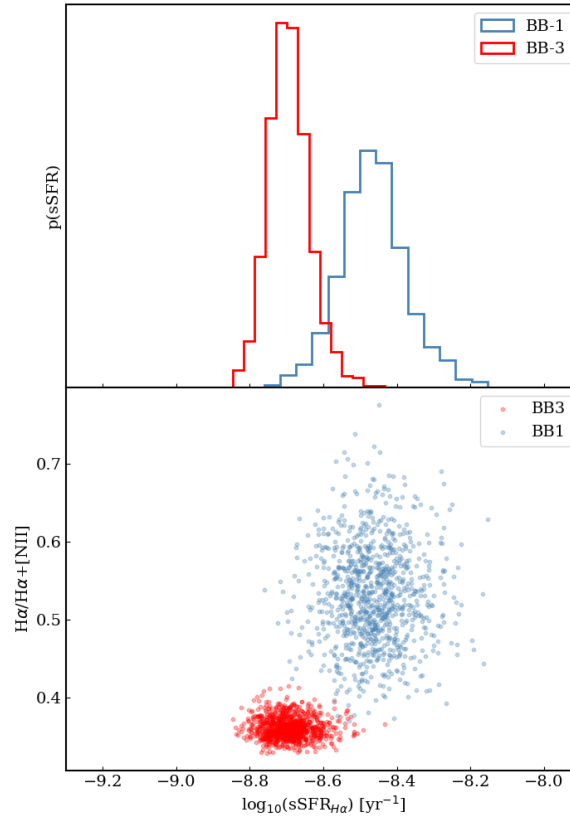 BB-1
BB-3
p(sSFR)
BB3
BB1
0.7
0.6
0.5
0.4
Hα/Hα+[NII]
−9.2 −9.0 −8.8 −8.6 −8.4 −8.2 −8.0
log₁₀(sSFR_Hα) [yr⁻¹]